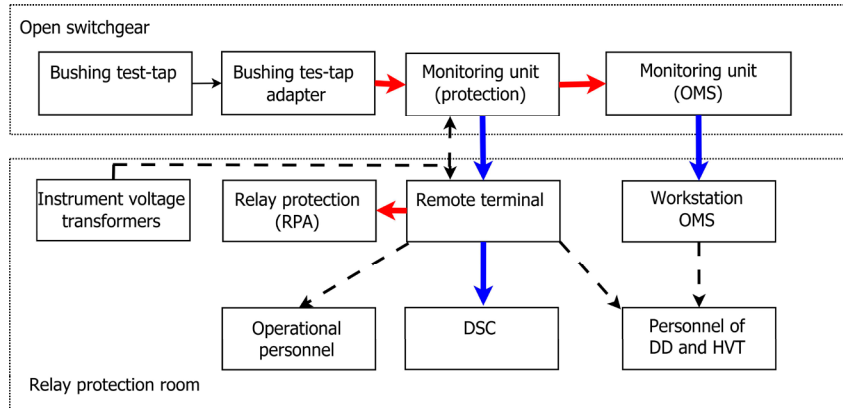 Open switchgear
Bushing test-tap
Bushing tes-tap
adapter
Monitoring unit
(protection)
Monitoring unit
(OMS)
Instrument voltage
transformers
Relay protection
(RPA)
Remote terminal
Workstation
OMS
Operational
personnel
DSC
Personnel of
DD and HVT
Relay protection room